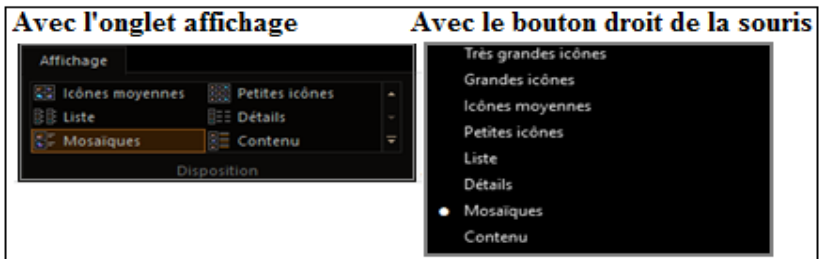 Avec l'onglet affichage
Affichage
Icônes moyennes Petites icônes
Liste Détails
Mosaïques Contenu
Disposition
Avec le bouton droit de la souris
Très grandes icônes
Grandes icônes
Icônes moyennes
Petites icônes
Liste
Détails
Mosaïques
Contenu